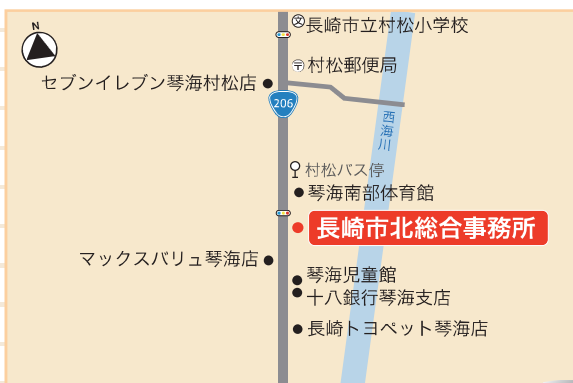 N
文 長崎市立村松小学校
〒 村松郵便局
セブンイレブン琴海村松店
206
西海川
村松バス停
琴海南部体育館
長崎市北総合事務所
マックスバリュ琴海店
琴海児童館
十八銀行琴海支店
長崎トヨペット琴海店